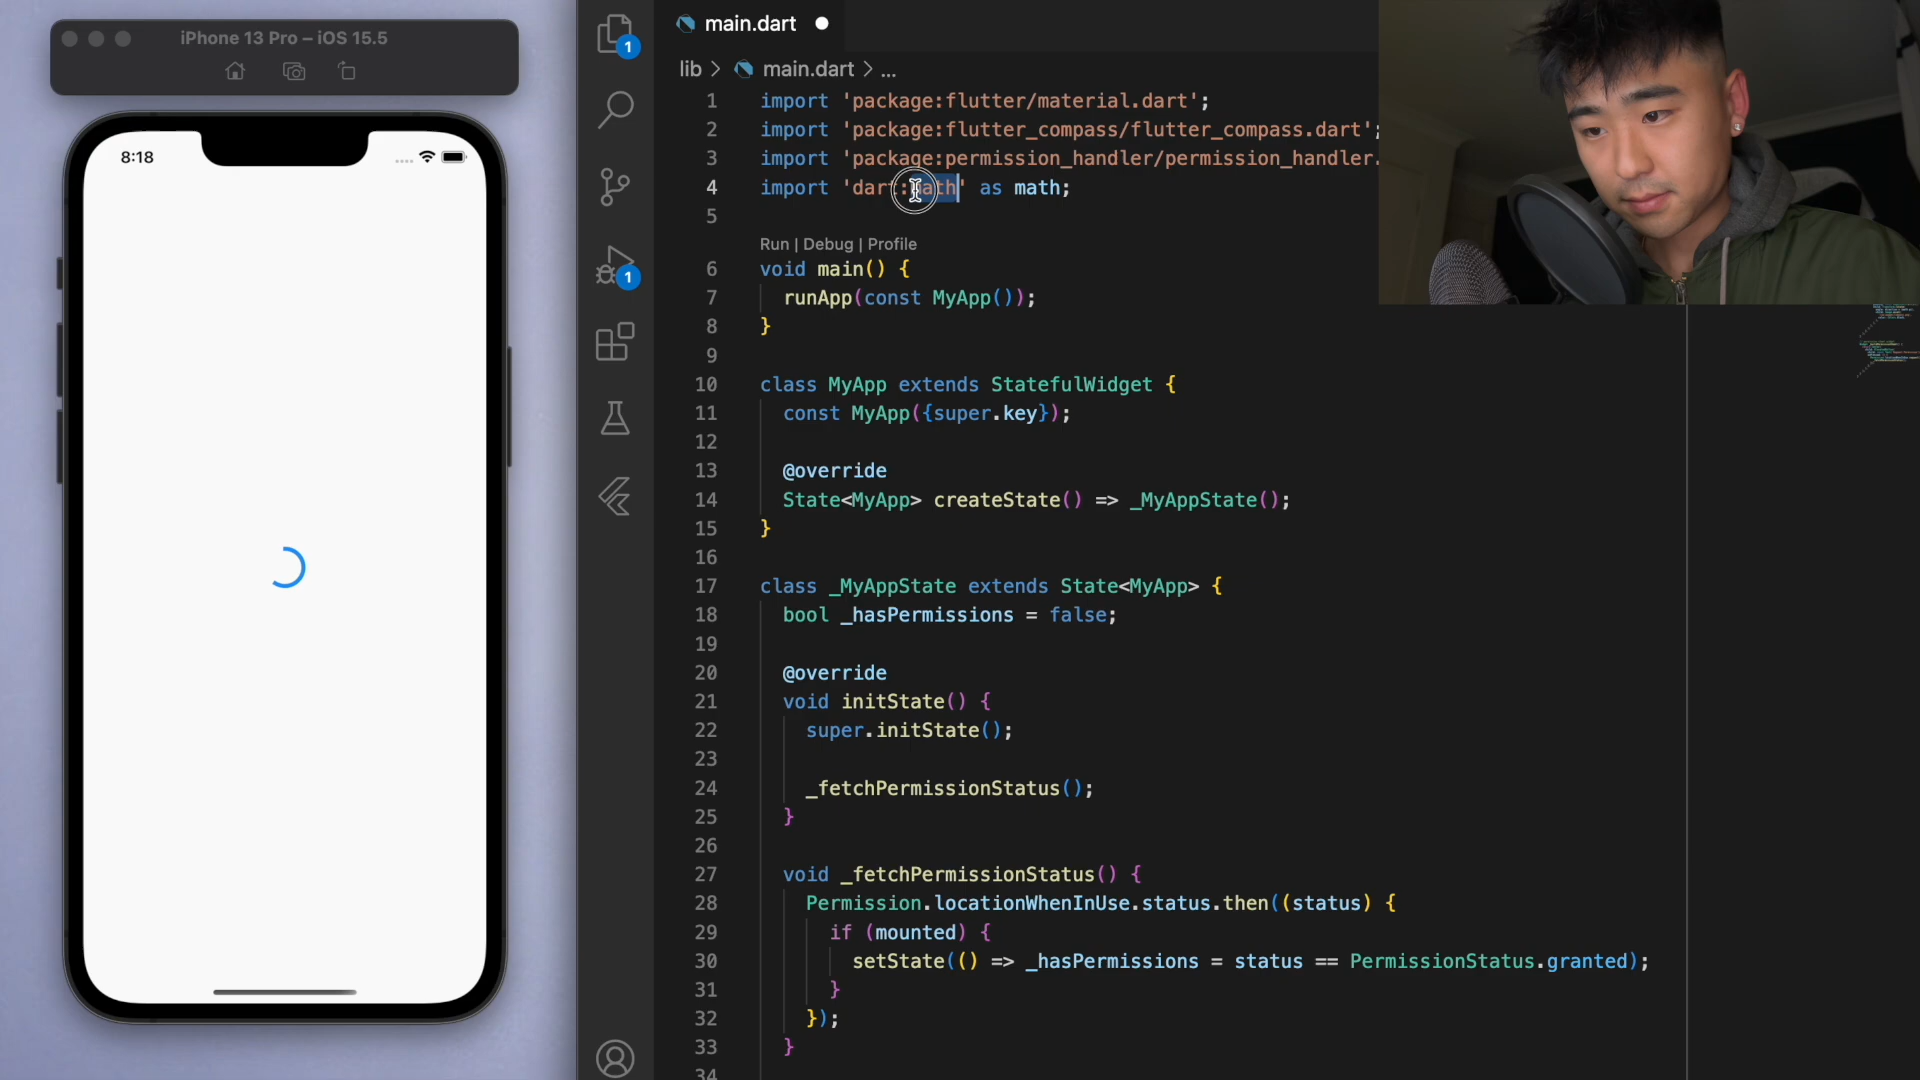 iPhone 13 Pro – iOS 15.5
8:18
1
1
main.dart
lib > main.dart > ...
1 import 'package:flutter/material.dart';
2 import 'package:flutter_compass/flutter_compass.dart';
3 import 'package:permission_handler/permission_handler.
4 import 'dart:math' as math;
5
Run | Debug | Profile
6 void main() {
7 runApp(const MyApp());
8 }
9
10 class MyApp extends StatefulWidget {
11 const MyApp({super.key});
12
13 @override
14 State<MyApp> createState() => _MyAppState();
15 }
16
17 class _MyAppState extends State<MyApp> {
18 bool _hasPermissions = false;
19
20 @override
21 void initState() {
22 super.initState();
23
24 _fetchPermissionStatus();
25 }
26
27 void _fetchPermissionStatus() {
28 Permission.locationWhenInUse.status.then((status) {
29 if (mounted) {
30 setState(() => _hasPermissions = status == PermissionStatus.granted);
31 }
32 });
33 }
34